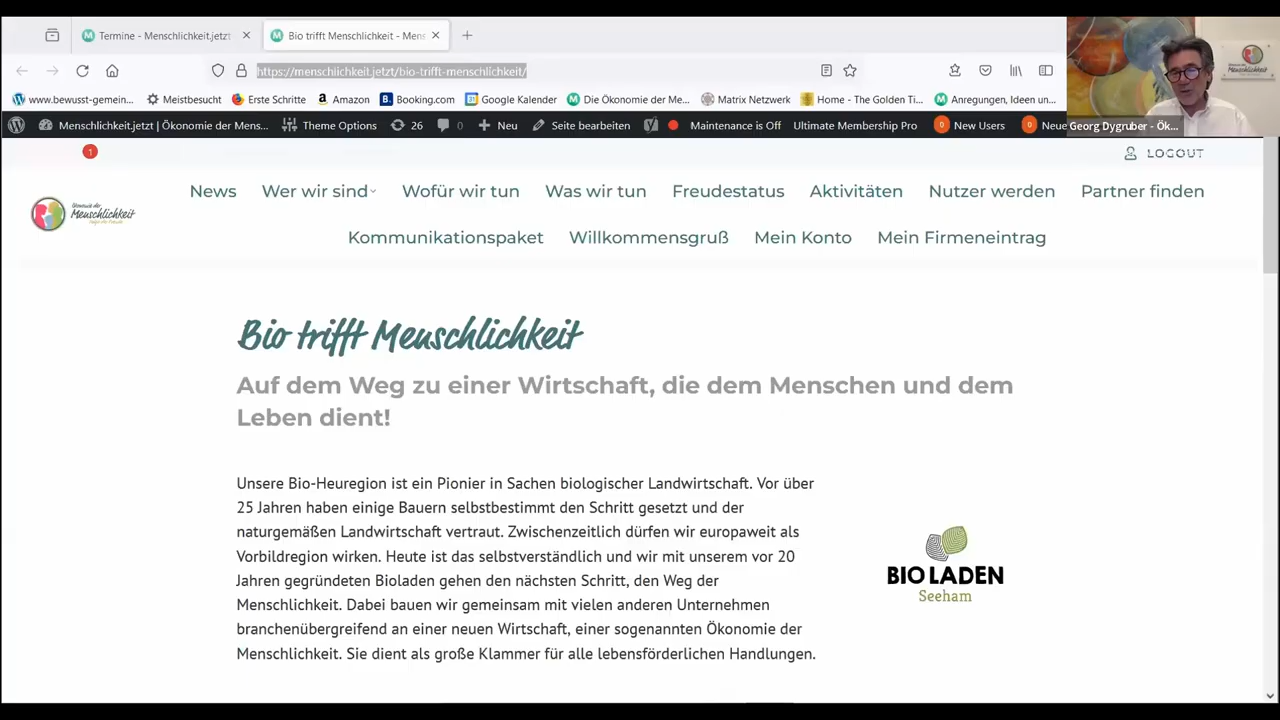 Termine - Menschlichkeit.jetzt
Bio trifft Menschlichkeit - Mens
https://menschlichkeit.jetzt/bio-trifft-menschlichkeit/
www.bewusst-gemein...
Meistbesucht
Erste Schritte
Amazon
Booking.com
Google Kalender
Die Ökonomie der Me...
Matrix Netzwerk
Home - The Golden Ti...
Anregungen, Ideen un...
Menschlichkeit.jetzt | Ökonomie der Mens...
Theme Options
26
0
Neu
Seite bearbeiten
Maintenance is Off
Ultimate Membership Pro
0 New Users
0 Neue
Georg Dygruber - Ök...
1
LOGOUT
Menschlichkeit
News Wer wir sind Wofür wir tun Was wir tun Freudestatus Aktivitäten Nutzer werden Partner finden
Kommunikationspaket Willkommensgruß Mein Konto Mein Firmeneintrag
Bio trifft Menschlichkeit
Auf dem Weg zu einer Wirtschaft, die dem Menschen und dem
Leben dient!
Unsere Bio-Heuregion ist ein Pionier in Sachen biologischer Landwirtschaft. Vor über
25 Jahren haben einige Bauern selbstbestimmt den Schritt gesetzt und der
naturgemäßen Landwirtschaft vertraut. Zwischenzeitlich dürfen wir europaweit als
Vorbildregion wirken. Heute ist das selbstverständlich und wir mit unserem vor 20
Jahren gegründeten Bioladen gehen den nächsten Schritt, den Weg der
Menschlichkeit. Dabei bauen wir gemeinsam mit vielen anderen Unternehmen
branchenübergreifend an einer neuen Wirtschaft, einer sogenannten Ökonomie der
Menschlichkeit. Sie dient als große Klammer für alle lebensförderlichen Handlungen.
BIO LADEN
Seeham